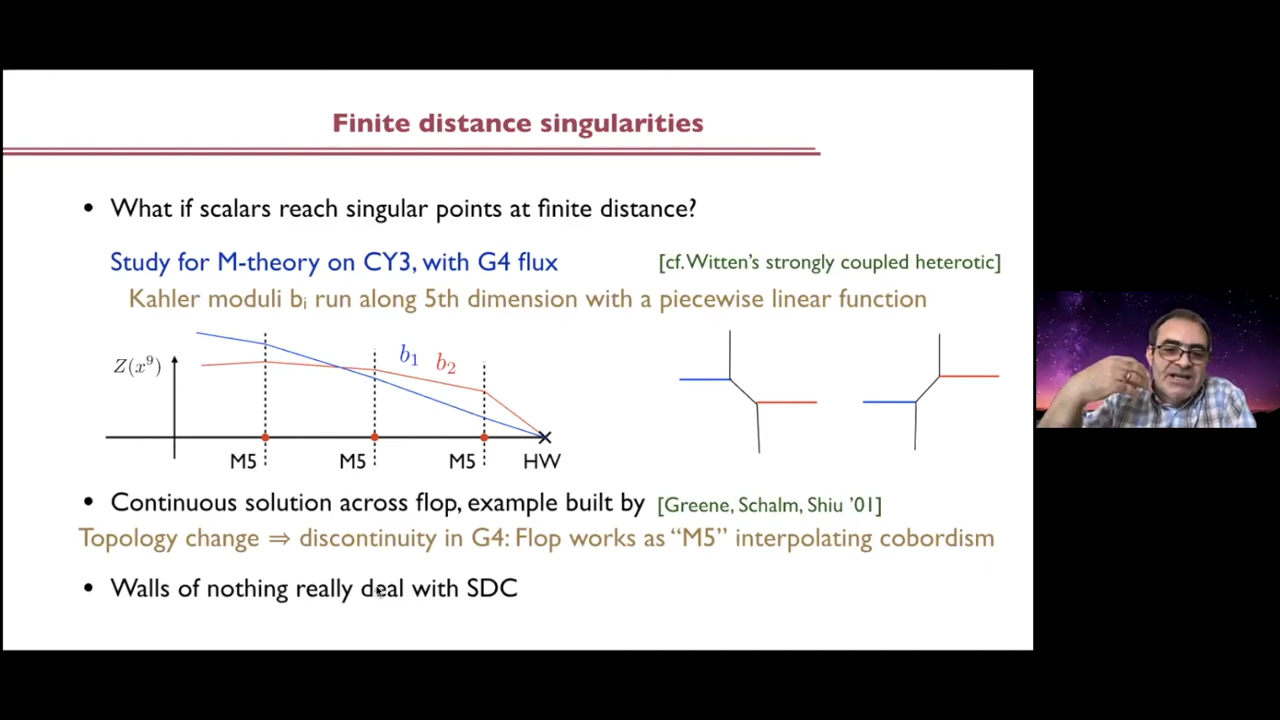 Finite distance singularities
• What if scalars reach singular points at finite distance?
Study for M-theory on CY3, with G4 flux [cf. Witten's strongly coupled heterotic]
Kahler moduli bᵢ run along 5th dimension with a piecewise linear function
Z(x⁹)
b₁ b₂
M5 M5 M5 HW
• Continuous solution across flop, example built by [Greene, Schalm, Shiu '01]
Topology change ⇒ discontinuity in G4: Flop works as "M5" interpolating cobordism
• Walls of nothing really deal with SDC